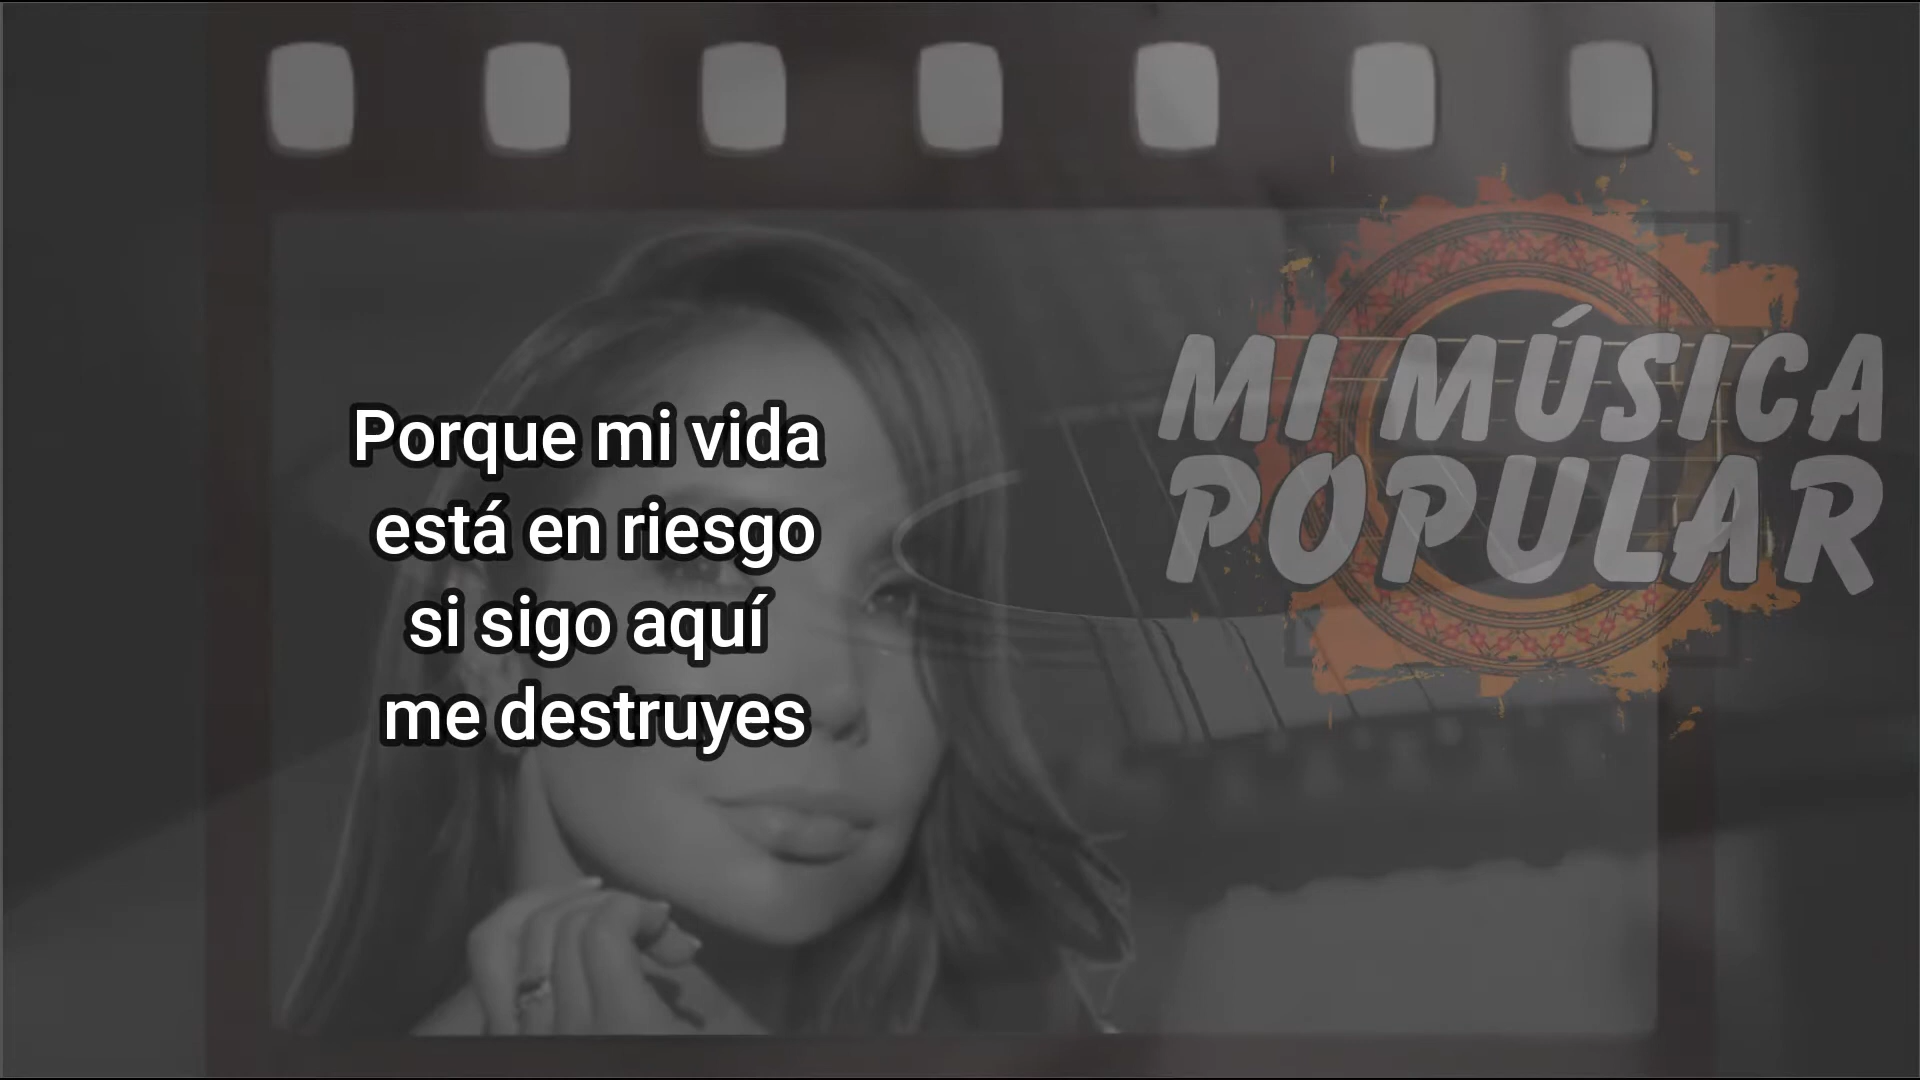 Porque mi vida
está en riesgo
si sigo aquí
me destruyes
MI MÚSICA
POPULAR